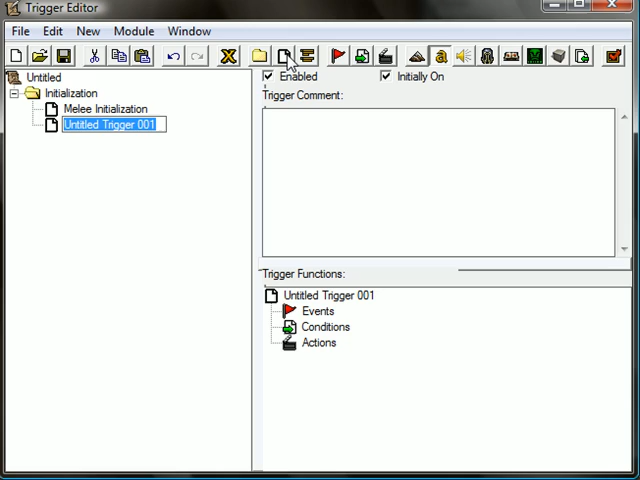 Trigger Editor
File Edit New Module Window
Untitled
Initialization
Melee Initialization
Untitled Trigger 001
Enabled
Initially On
Trigger Comment:
Trigger Functions:
Untitled Trigger 001
Events
Conditions
Actions